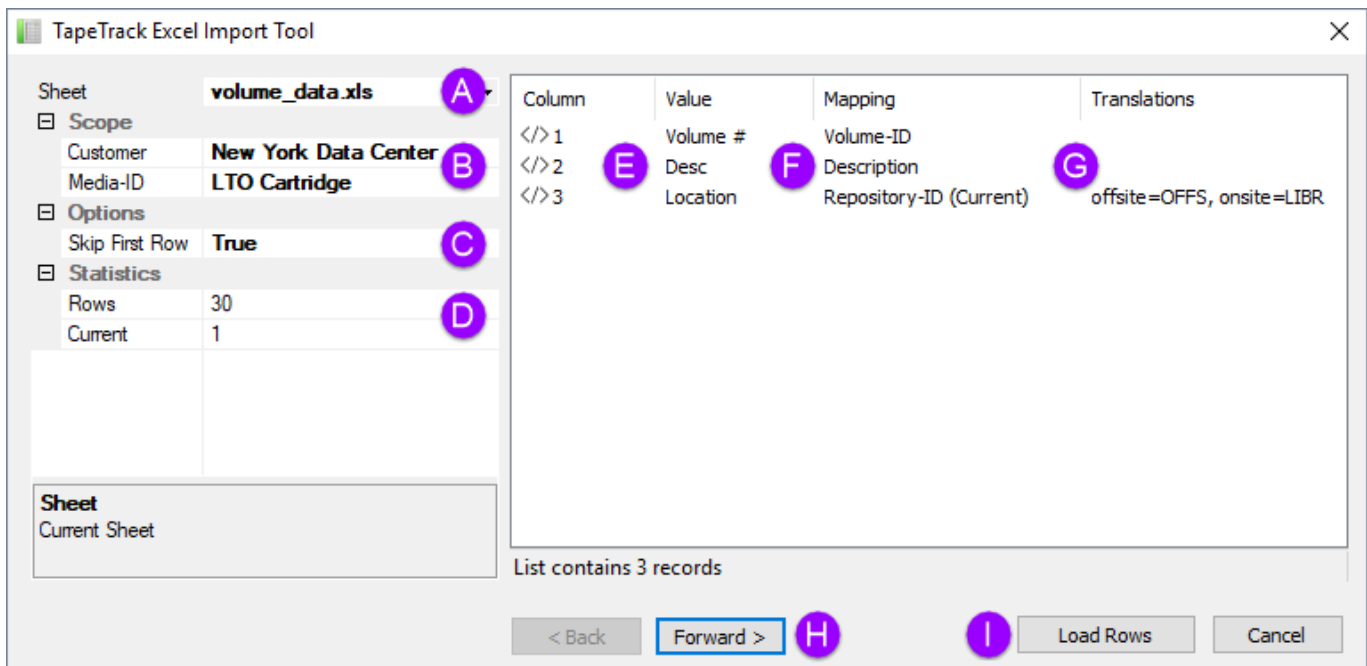 TapeTrack Excel Import Tool
Sheet volume_data.xls A
Scope
Customer New York Data Center
B
Media-ID LTO Cartridge
Options
Skip First Row True C
Statistics
Rows 30
D
Current 1
Sheet
Current Sheet
Column Value Mapping Translations
</> 1 Volume # Volume-ID
</> 2 E Desc F Description G
</> 3 Location Repository-ID (Current) offsite=OFFS, onsite=LIBR
List contains 3 records
< Back Forward > H I Load Rows Cancel